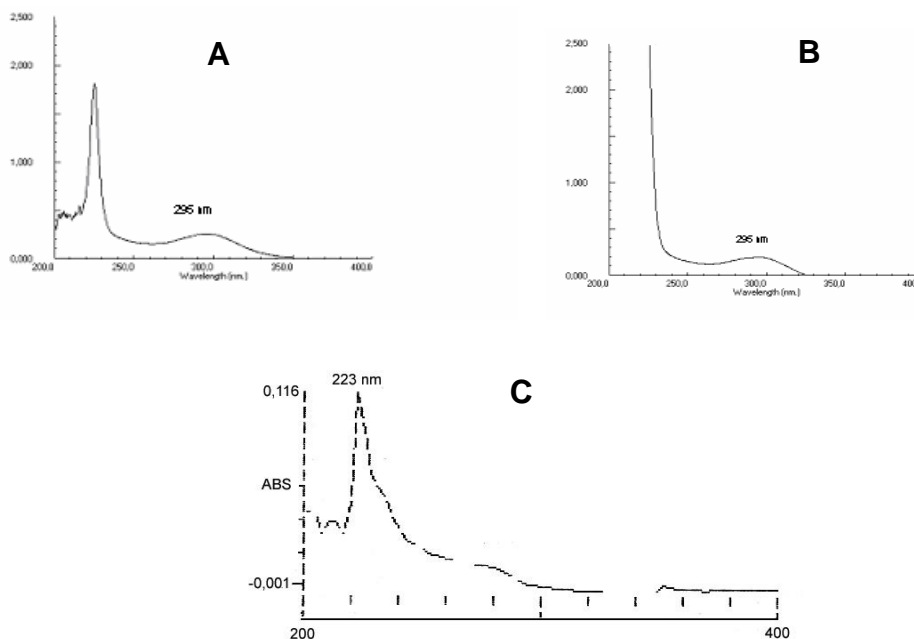 A
2,500
2,000
1,000
0,000
295 nm
200,0 250,0 300,0 350,0 400,0
Wavelength (nm.)
B
2,500
2,000
1,000
0,000
295 nm
200,0 250,0 300,0 350,0 400
Wavelength (nm.)
C
223 nm
0,116
ABS
-0,001
200 400